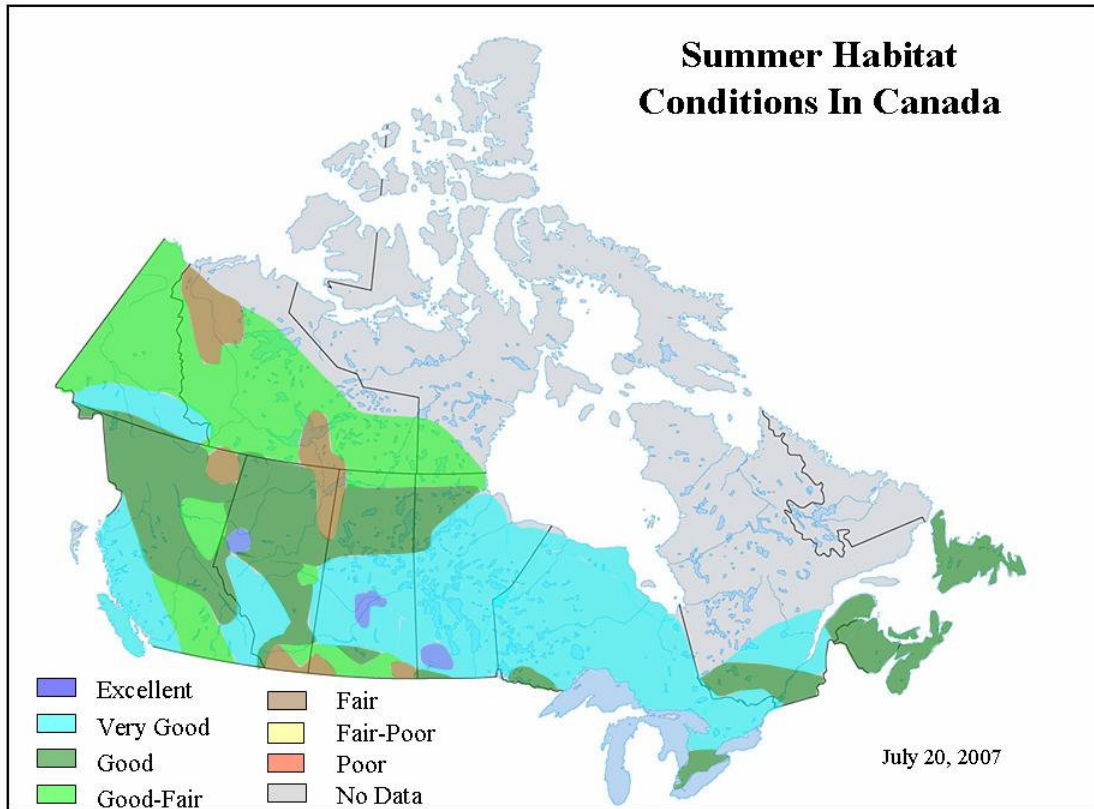 Summer Habitat
Conditions In Canada
Excellent
Very Good
Good
Good-Fair
Fair
Fair-Poor
Poor
No Data
July 20, 2007